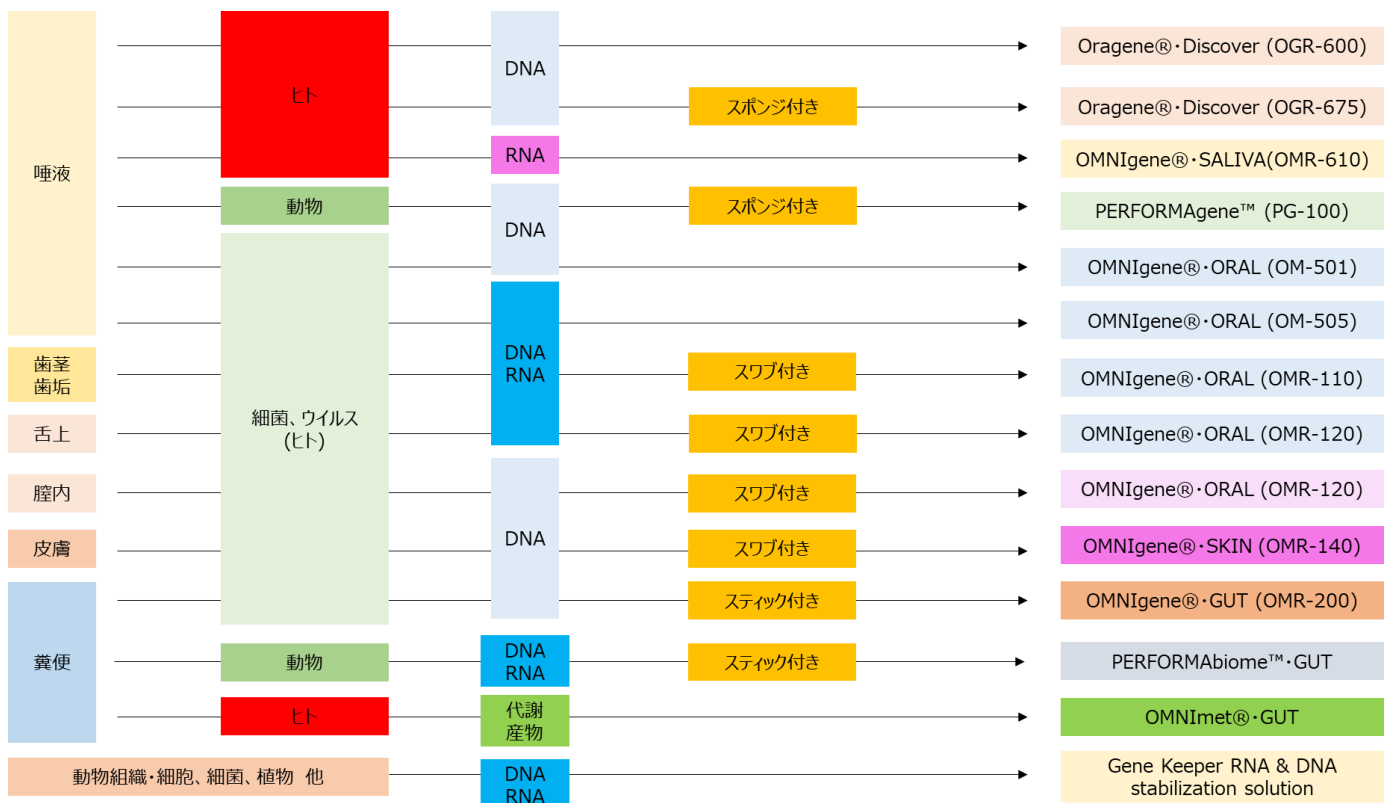 唾液
ヒト
DNA
Oragene®・Discover (OGR-600)
スポンジ付き
Oragene®・Discover (OGR-675)
RNA
OMNIgene®・SALIVA(OMR-610)
動物
DNA
スポンジ付き
PERFORMAgene™ (PG-100)
細菌、ウイルス
(ヒト)
OMNIgene®・ORAL (OM-501)
DNA
RNA
OMNIgene®・ORAL (OM-505)
歯茎
歯垢
スワブ付き
OMNIgene®・ORAL (OMR-110)
舌上
スワブ付き
OMNIgene®・ORAL (OMR-120)
膣内
DNA
スワブ付き
OMNIgene®・ORAL (OMR-120)
皮膚
スワブ付き
OMNIgene®・SKIN (OMR-140)
糞便
スティック付き
OMNIgene®・GUT (OMR-200)
動物
DNA
RNA
スティック付き
PERFORMAbiome™・GUT
ヒト
代謝
産物
OMNImet®・GUT
動物組織・細胞、細菌、植物 他
DNA
RNA
Gene Keeper RNA & DNA
stabilization solution